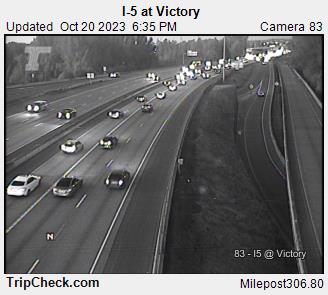 I-5 at Victory
Updated Oct 20 2023 6:35 PM Camera 83
T
N
83 - I5 @ Victory
TripCheck.com Milepost306.80